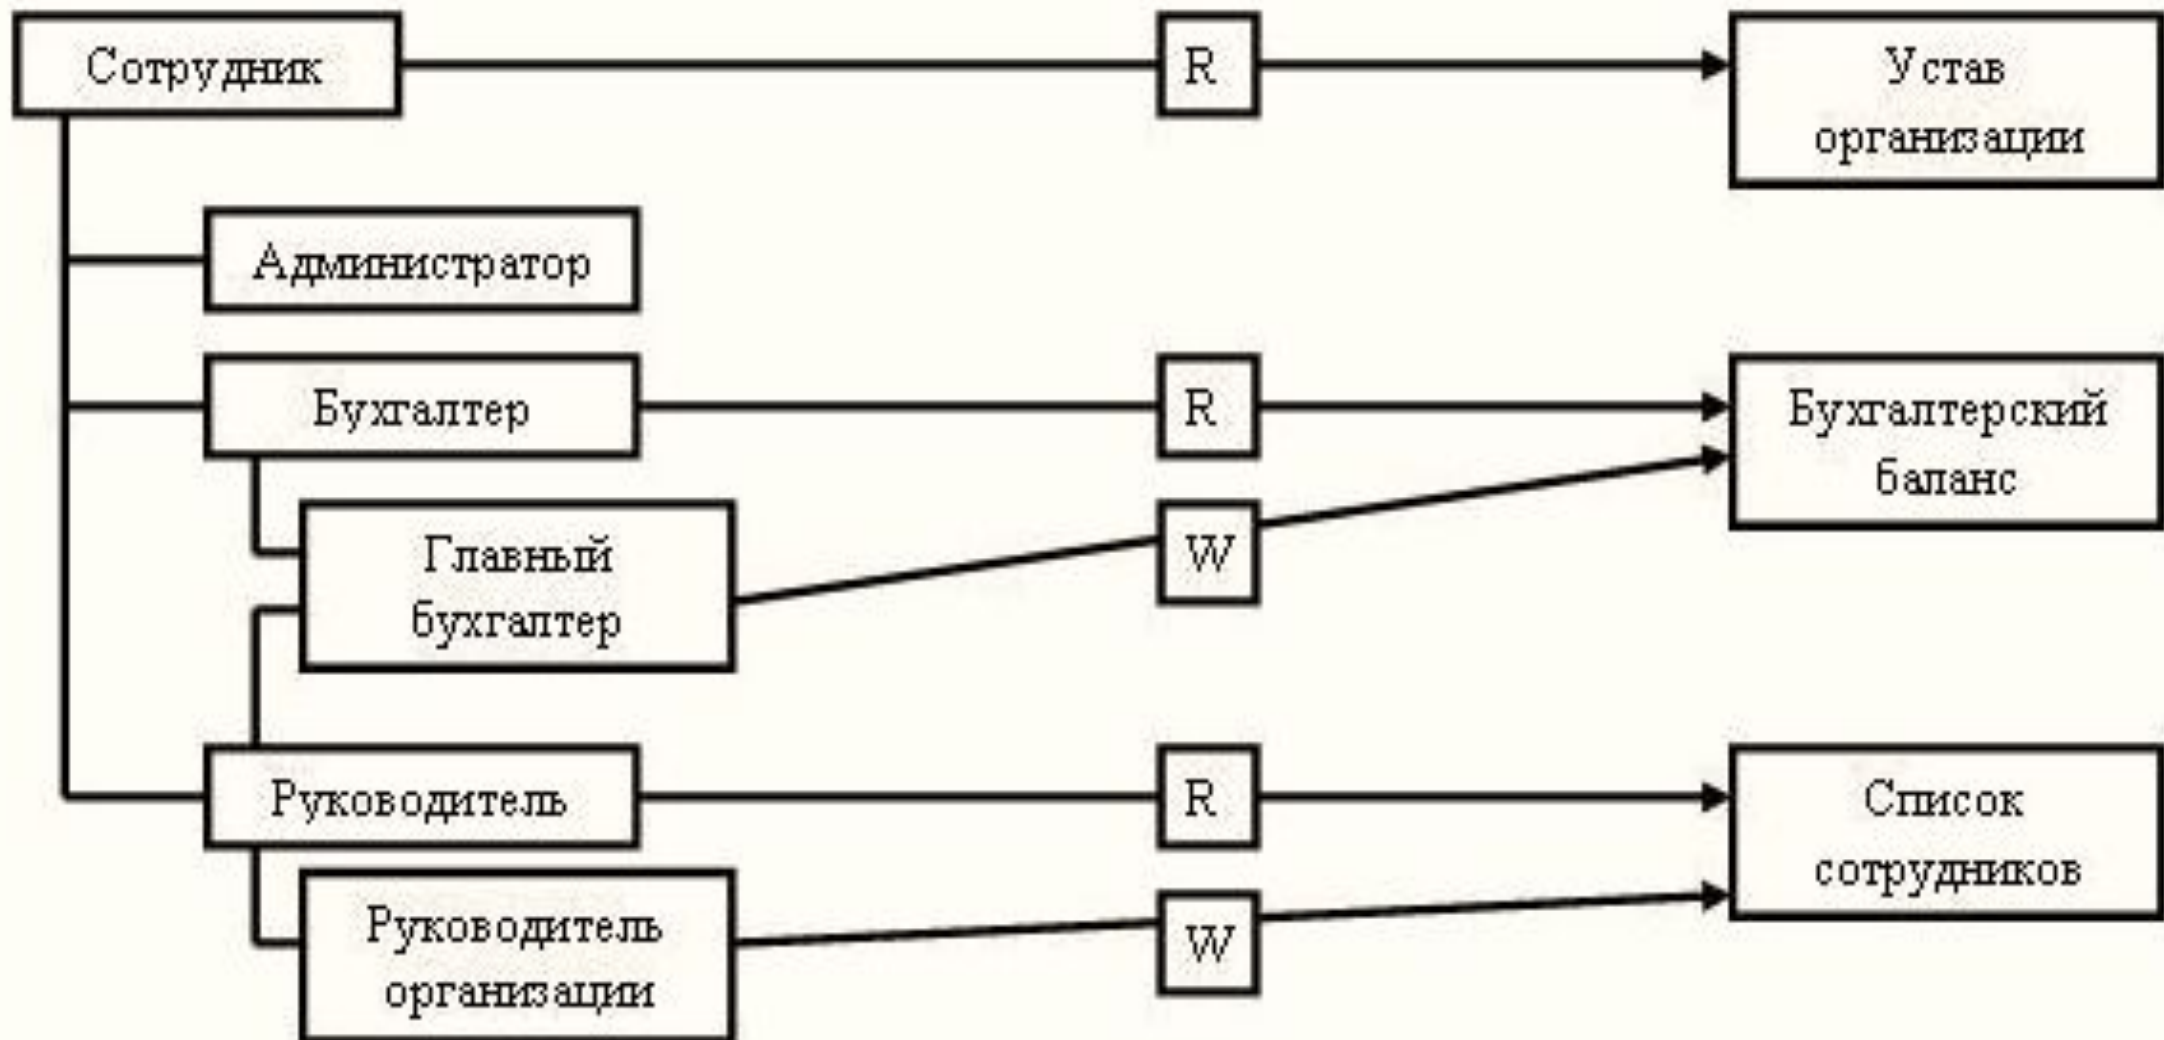 Сотрудник
R
Устав
организации
Администратор
Бухгалтер
R
Бухгалтерский
баланс
Главный
бухгалтер
W
Руководитель
R
Список
сотрудников
Руководитель
организации
W